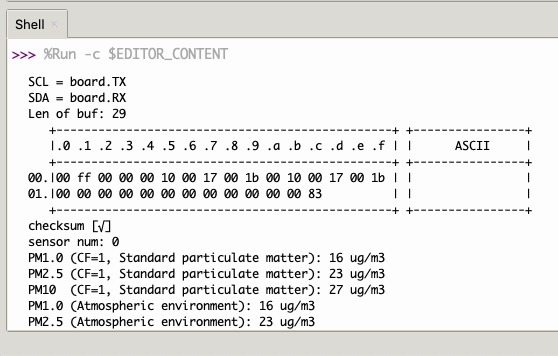 Shell ×
>>> %Run -c $EDITOR_CONTENT
SCL = board.TX
SDA = board.RX
Len of buf: 29
+------------------------------------------------+ +----------------+
|.0 .1 .2 .3 .4 .5 .6 .7 .8 .9 .a .b .c .d .e .f | | ASCII |
+------------------------------------------------+ +----------------+
00.|00 ff 00 00 00 10 00 17 00 1b 00 10 00 17 00 1b | |
01.|00 00 00 00 00 00 00 00 00 00 00 00 83 | | |
+------------------------------------------------+ +----------------+
checksum [√]
sensor num: 0
PM1.0 (CF=1, Standard particulate matter): 16 ug/m3
PM2.5 (CF=1, Standard particulate matter): 23 ug/m3
PM10 (CF=1, Standard particulate matter): 27 ug/m3
PM1.0 (Atmospheric environment): 16 ug/m3
PM2.5 (Atmospheric environment): 23 ug/m3